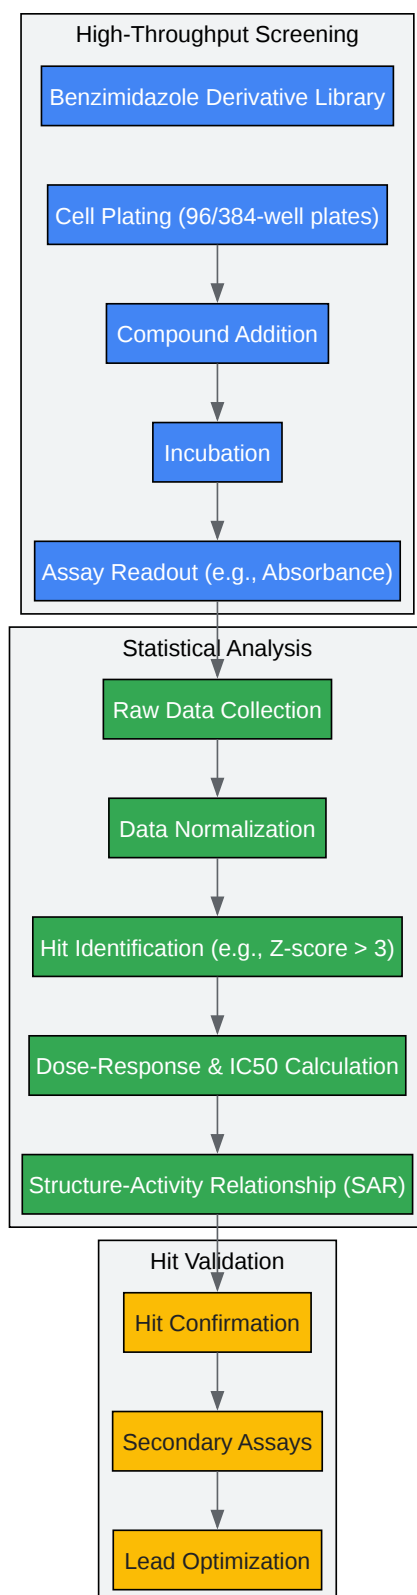 High-Throughput Screening
Benzimidazole Derivative Library
Cell Plating (96/384-well plates)
Compound Addition
Incubation
Assay Readout (e.g., Absorbance)
Statistical Analysis
Raw Data Collection
Data Normalization
Hit Identification (e.g., Z-score > 3)
Dose-Response & IC50 Calculation
Structure-Activity Relationship (SAR)
Hit Validation
Hit Confirmation
Secondary Assays
Lead Optimization